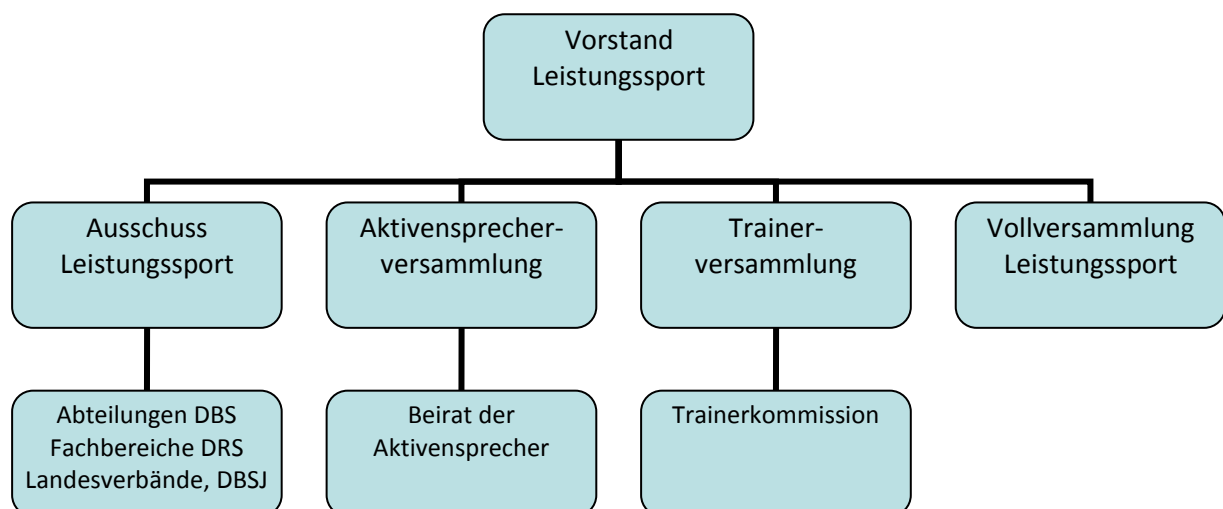 Vorstand
Leistungssport
Ausschuss
Leistungssport
Aktivensprecher-
versammlung
Trainer-
versammlung
Vollversammlung
Leistungssport
Abteilungen DBS
Fachbereiche DRS
Landesverbände, DBSJ
Beirat der
Aktivensprecher
Trainerkommission